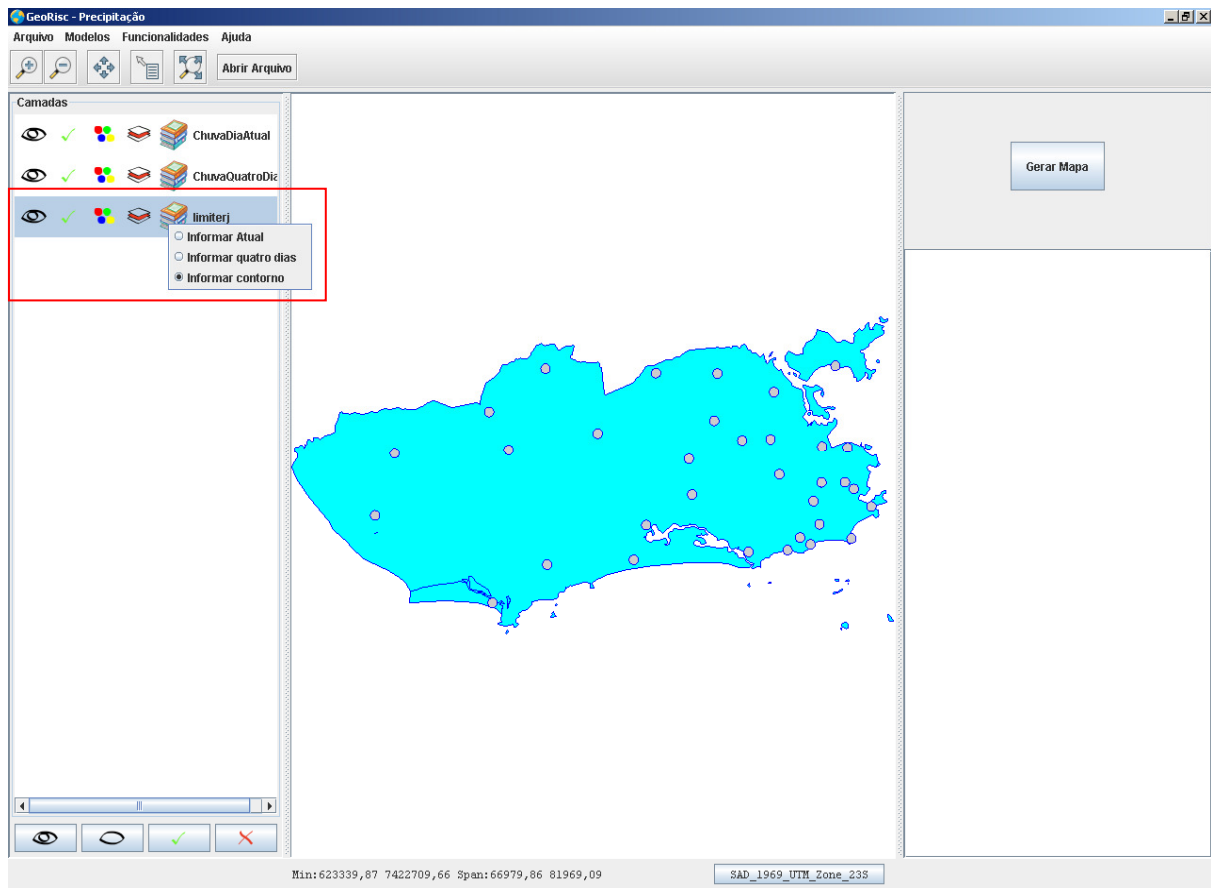 GeoRisc - Precipitação
Arquivo Modelos Funcionalidades Ajuda
Abrir Arquivo
Camadas
ChuvaDiaAtual
ChuvaQuatroDia
limiterj
Informar Atual
Informar quatro dias
Informar contorno
Gerar Mapa
Min:623339,87 7422709,66 Span:66979,86 81969,09
SAD_1969_UTM_Zone_23S